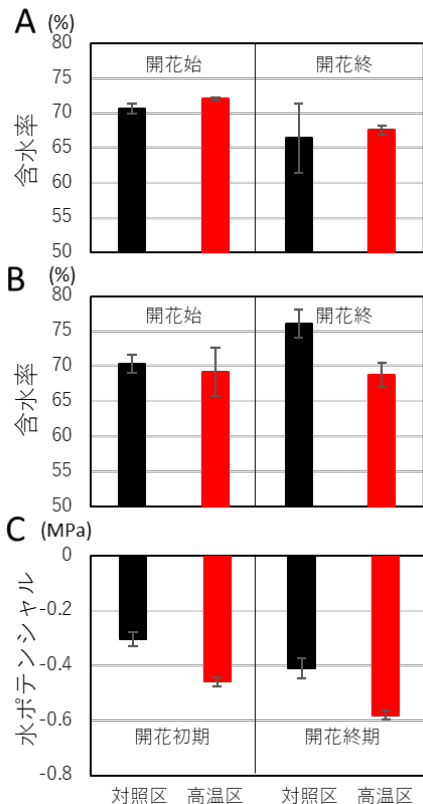 A (%)
80
75
70
65
60
55
50
含水率
開花始
開花終
B (%)
80
75
70
65
60
55
50
含水率
開花始
開花終
C (MPa)
0
-0.2
-0.4
-0.6
-0.8
水ポテンシャル
開花初期
開花終期
対照区 高温区 対照区 高温区